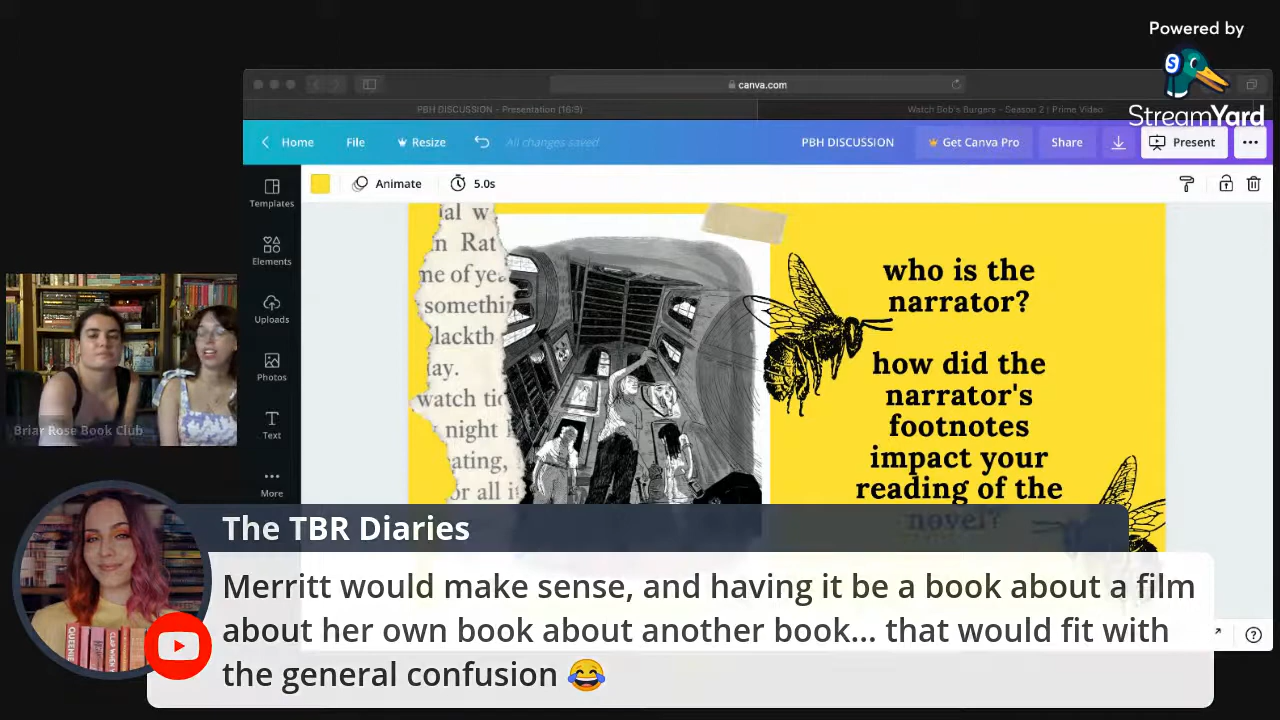 Powered by
StreamYard
canva.com
PBH DISCUSSION - Presentation (16:9)
Watch Bob's Burgers - Season 2 | Prime Video
Home
File
Resize
All changes saved
PBH DISCUSSION
Get Canva Pro
Share
Present
Animate
5.0s
Templates
Elements
Uploads
Photos
Text
More
ial w
n Rat
me of yea
somethin
lackth
lay.
watch tic
night
eating,
or all i
who is the
narrator?
how did the
narrator's
footnotes
impact your
reading of the
novel?
Briar Rose Book Club
The TBR Diaries
Merritt would make sense, and having it be a book about a film
about her own book about another book... that would fit with
the general confusion 😂